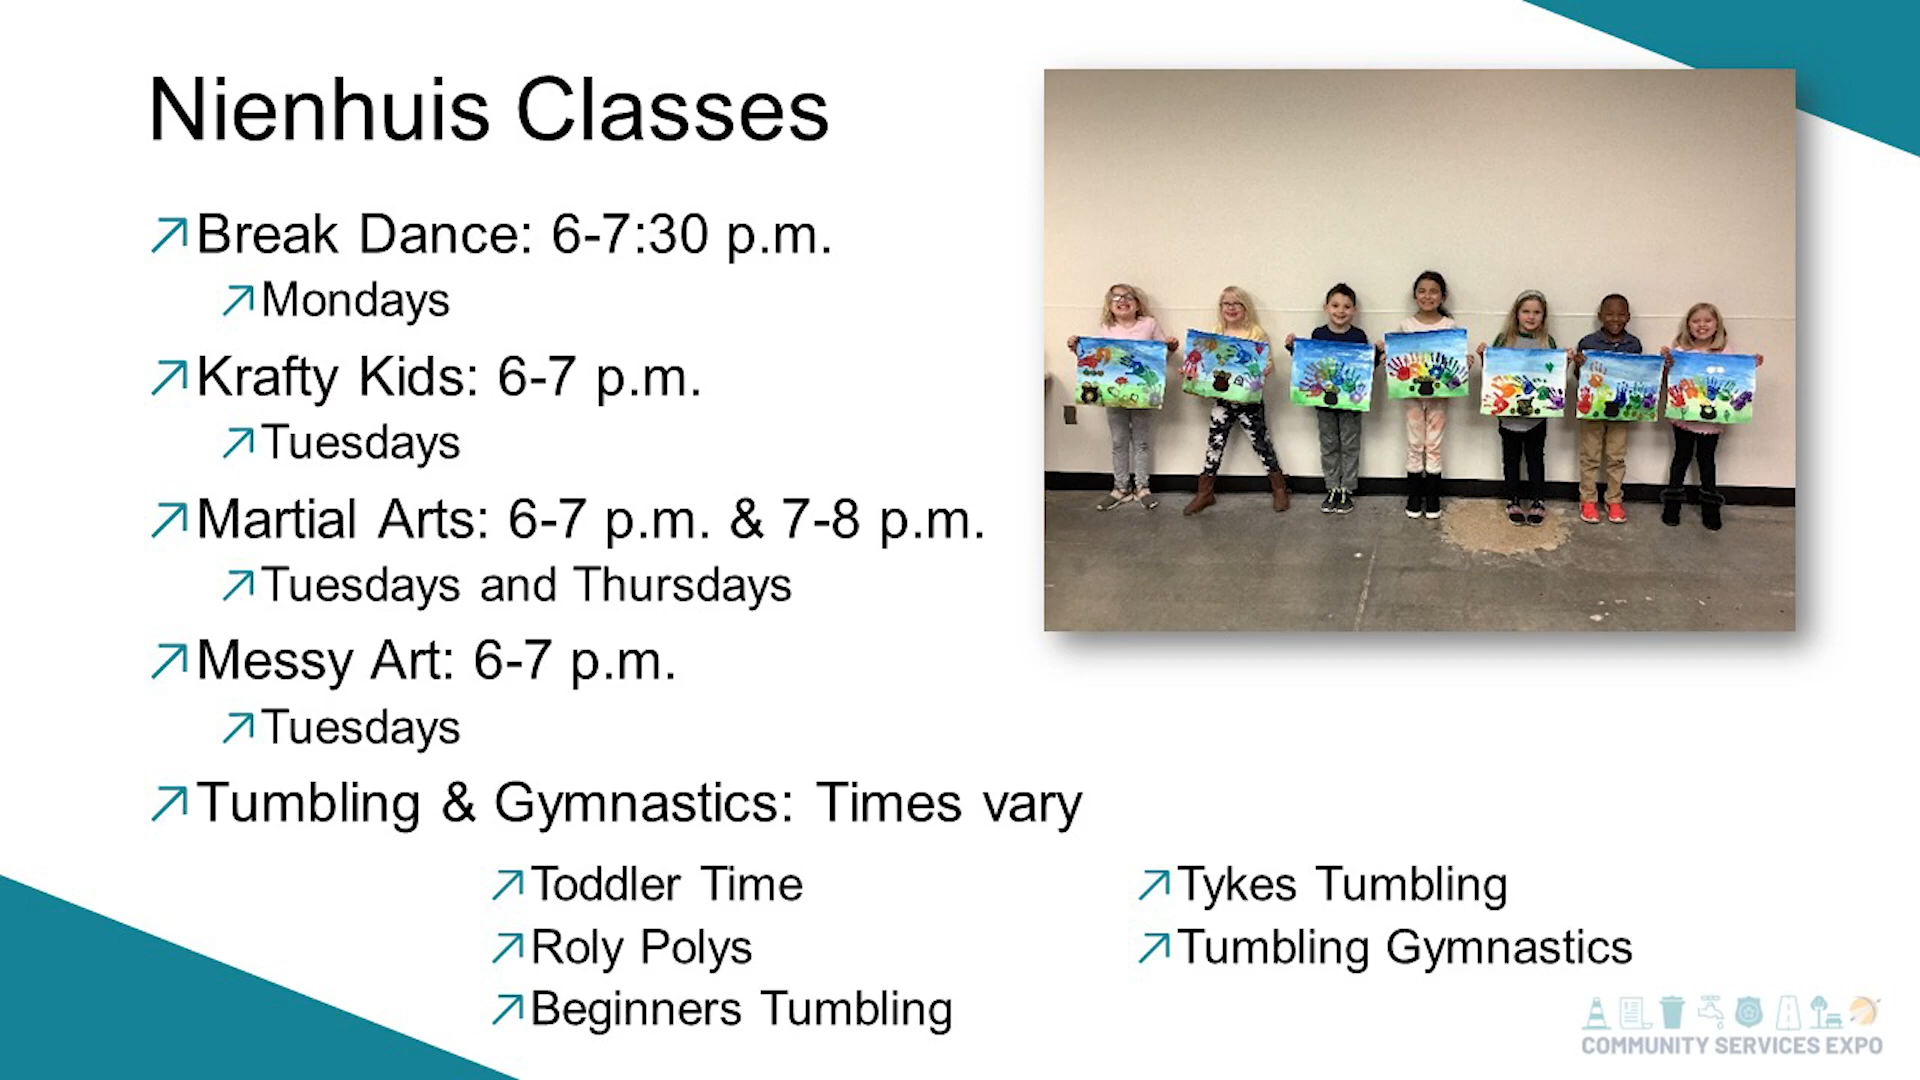 Nienhuis Classes
Break Dance: 6-7:30 p.m.
Mondays
Krafty Kids: 6-7 p.m.
Tuesdays
Martial Arts: 6-7 p.m. & 7-8 p.m.
Tuesdays and Thursdays
Messy Art: 6-7 p.m.
Tuesdays
Tumbling & Gymnastics: Times vary
Toddler Time
Roly Polys
Beginners Tumbling
Tykes Tumbling
Tumbling Gymnastics
COMMUNITY SERVICES EXPO